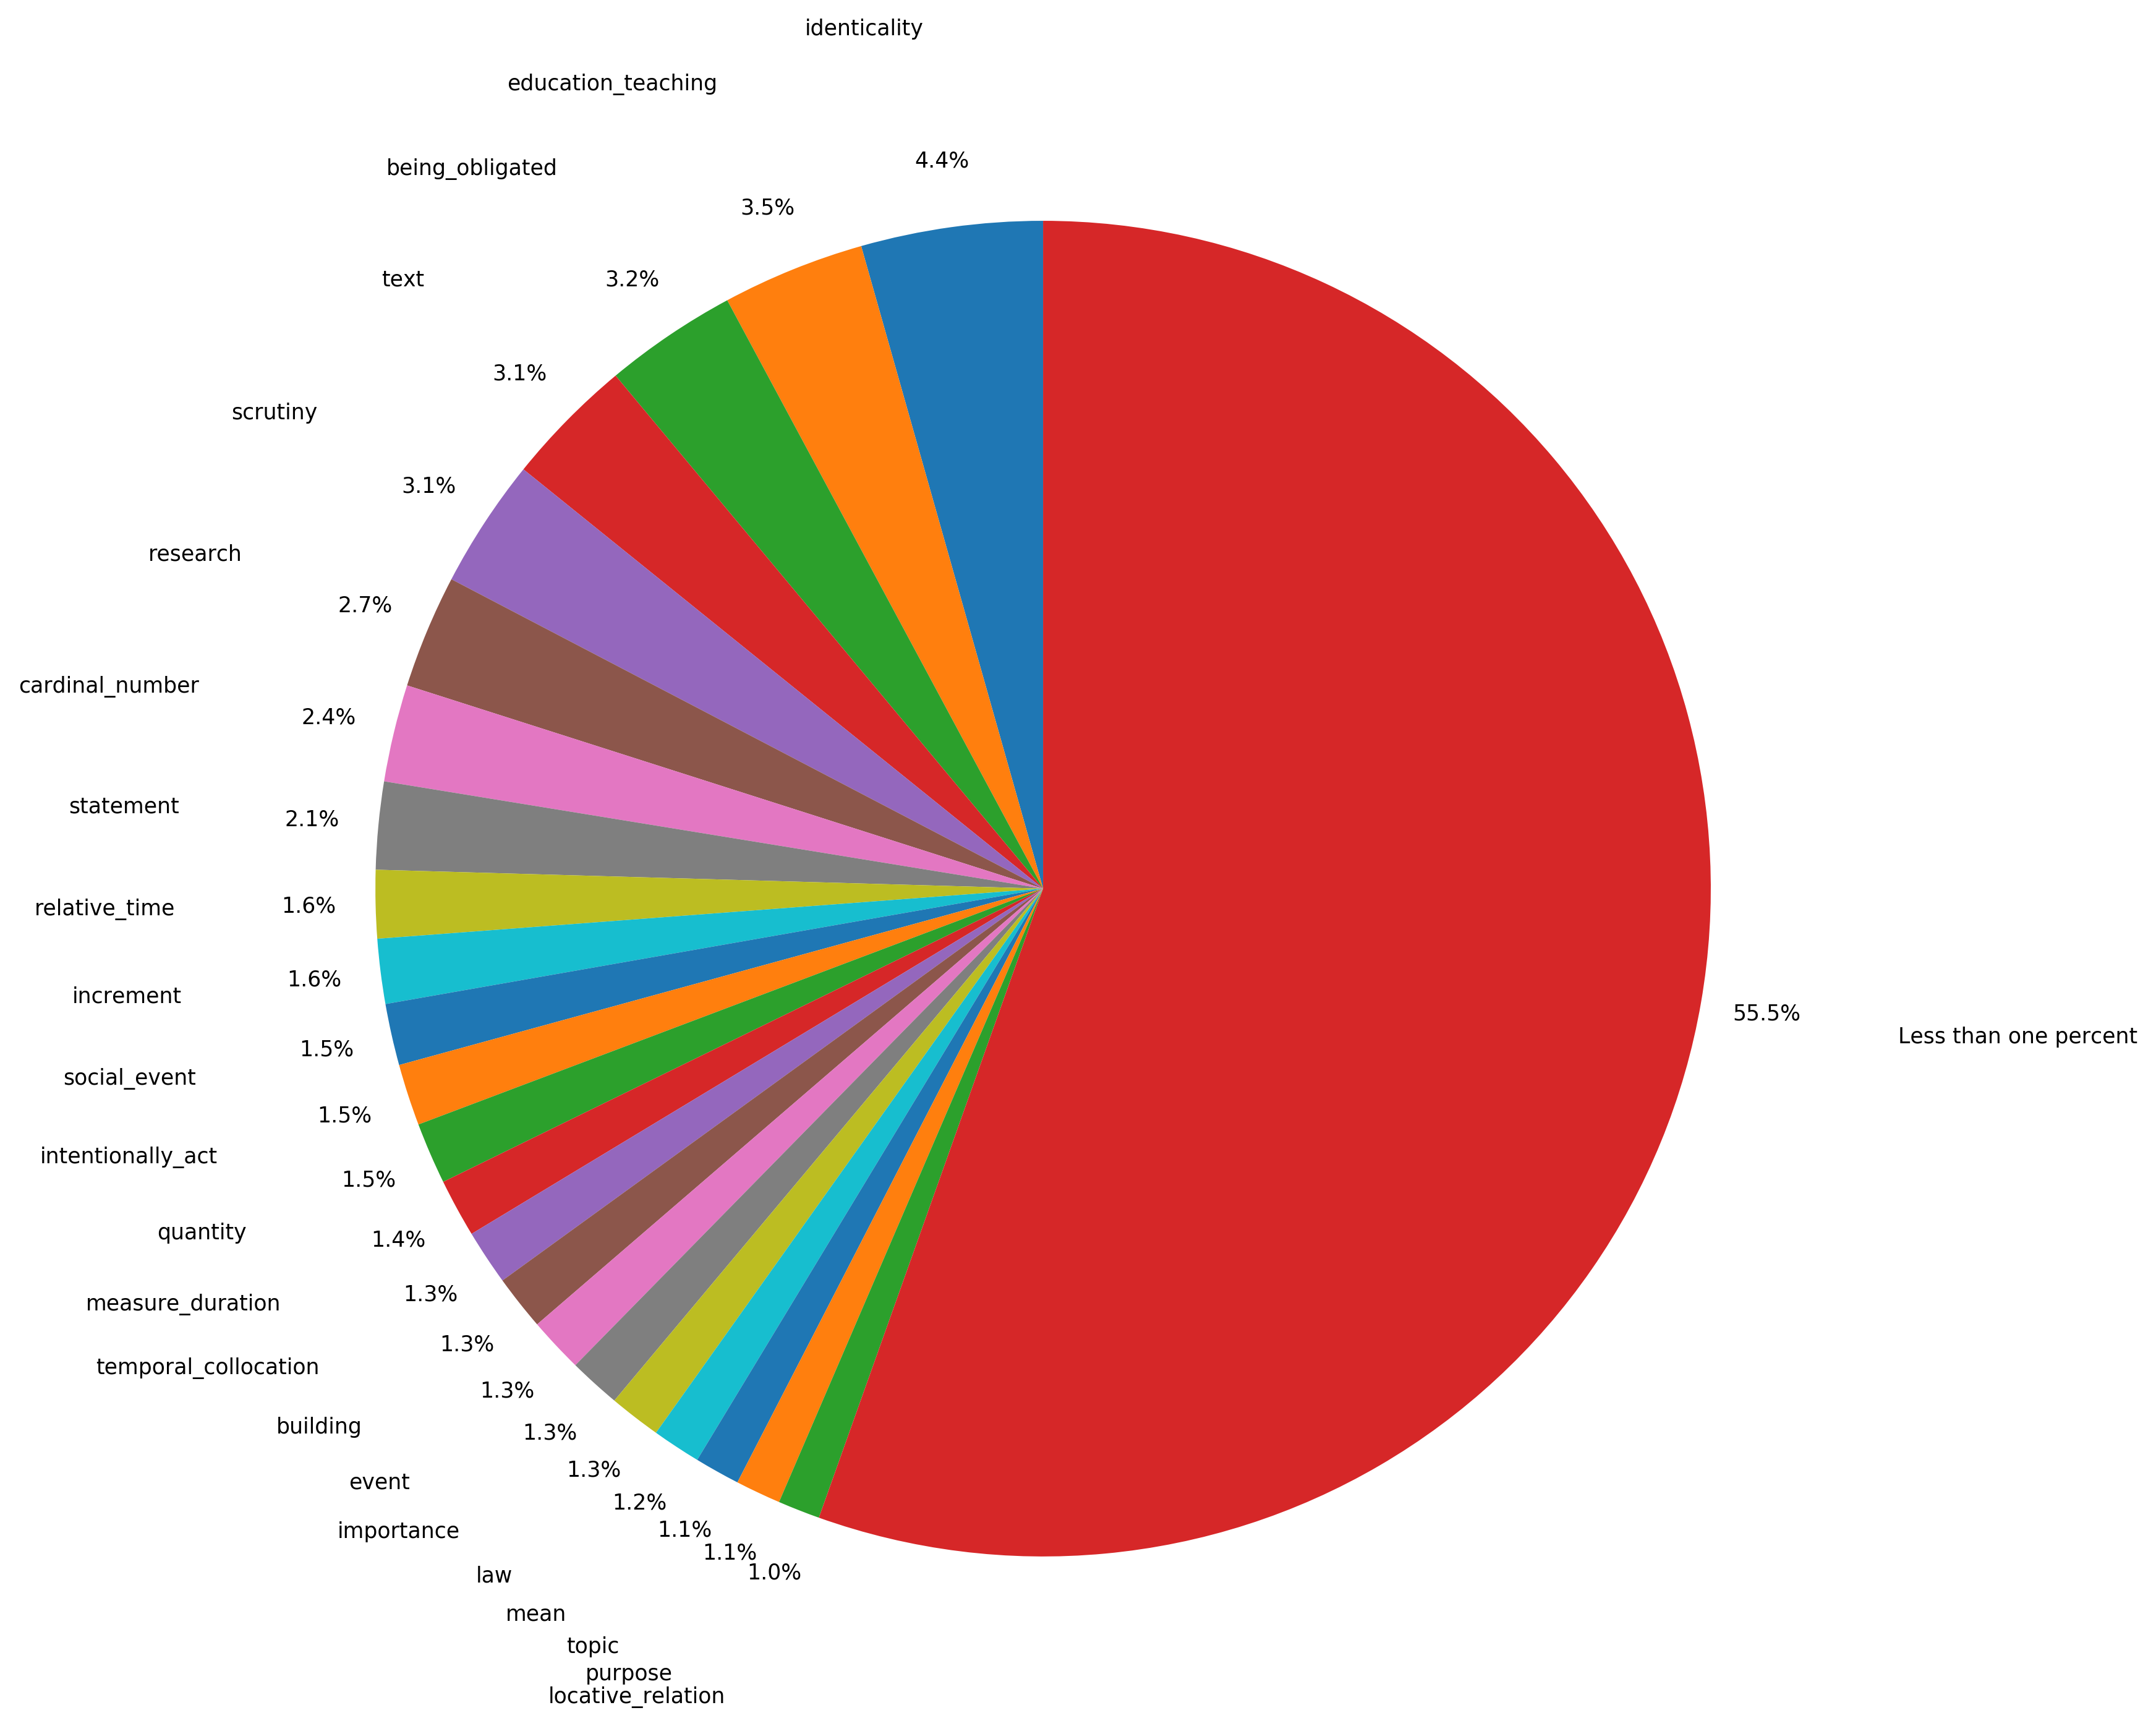 identicality
4.4%
education_teaching
3.5%
being_obligated
3.2%
text
3.1%
scrutiny
3.1%
research
2.7%
cardinal_number
2.4%
statement
2.1%
relative_time
1.6%
increment
1.6%
social_event
1.5%
intentionally_act
1.5%
quantity
1.5%
measure_duration
1.4%
temporal_collocation
1.3%
building
1.3%
event
1.3%
importance
1.3%
law
1.3%
mean
1.2%
topic
1.1%
purpose
1.1%
locative_relation
1.0%
Less than one percent
55.5%